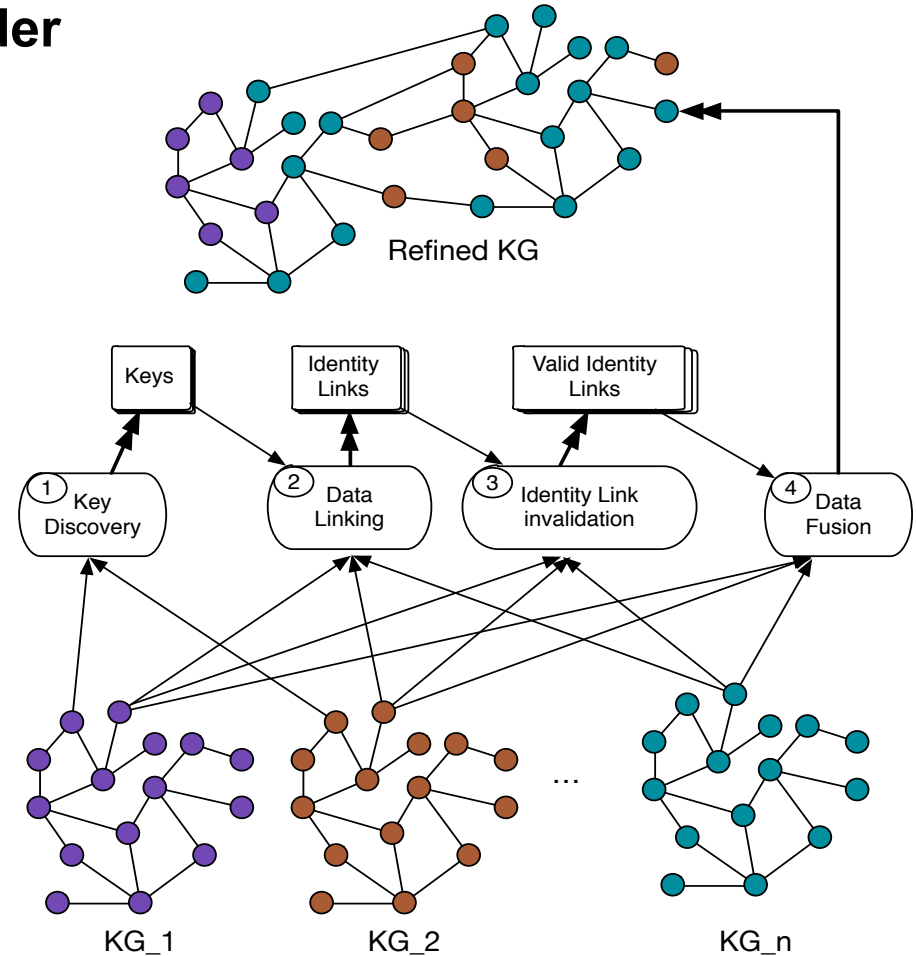 der
Refined KG
Keys
Identity
Links
Valid Identity
Links
1
Key
Discovery
2
Data
Linking
3
Identity Link
invalidation
4
Data
Fusion
...
KG_1
KG_2
KG_n